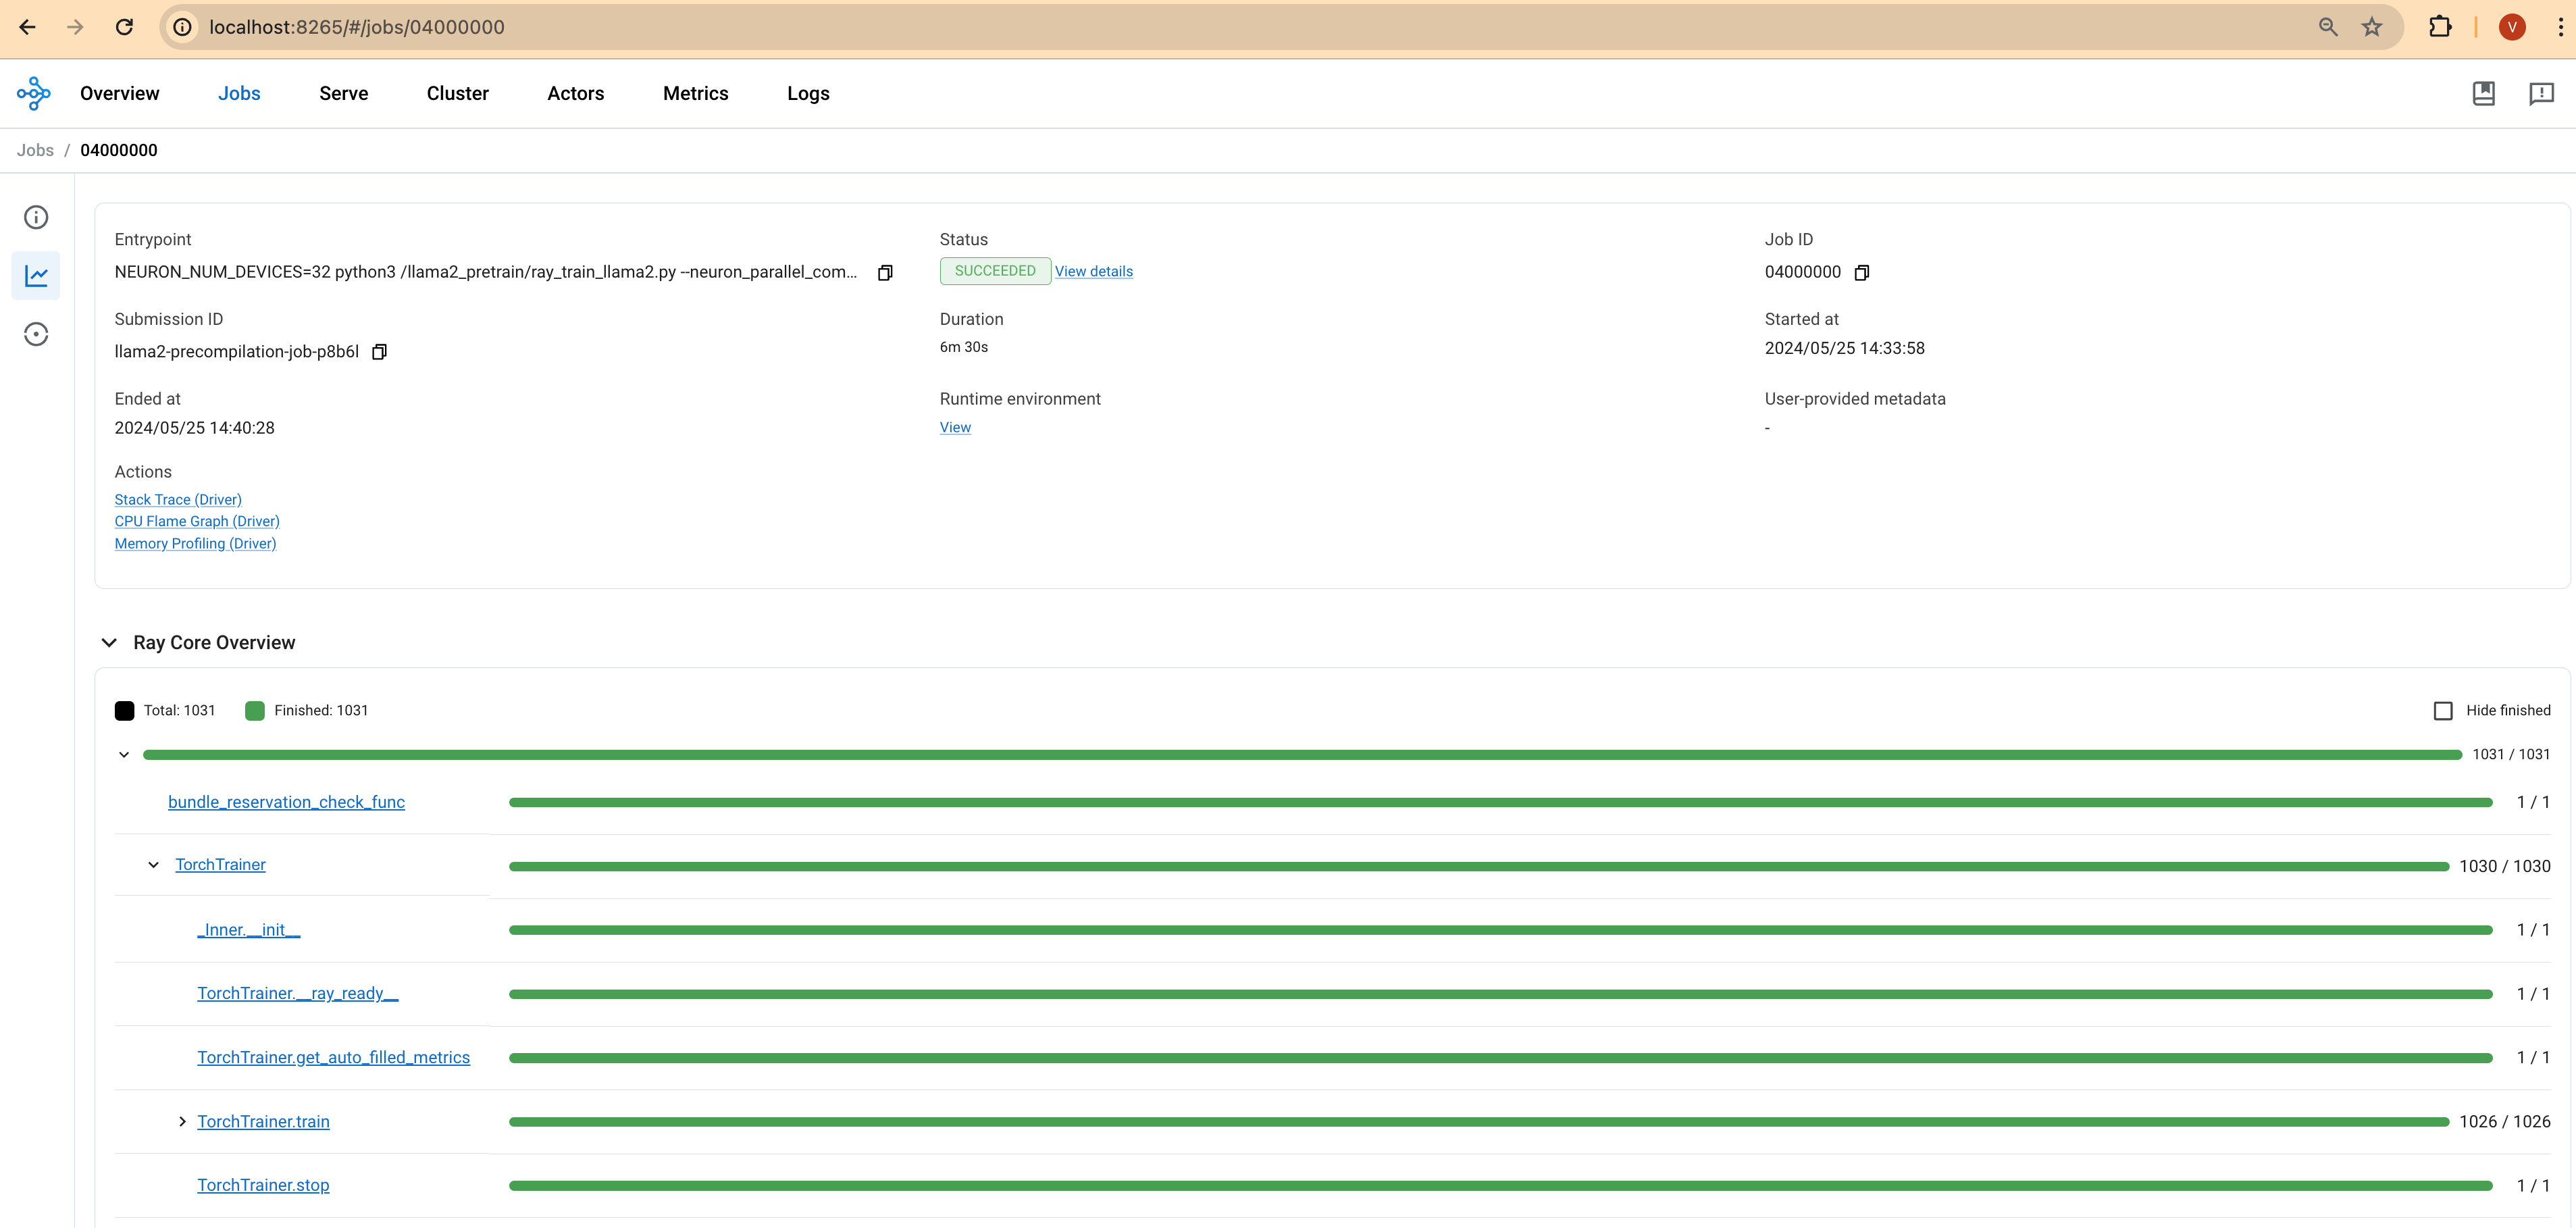 localhost:8265/#/jobs/04000000
V
Overview Jobs Serve Cluster Actors Metrics Logs
Jobs / 04000000
Entrypoint
NEURON_NUM_DEVICES=32 python3 /llama2_pretrain/ray_train_llama2.py --neuron_parallel_com...
Status
SUCCEEDED View details
Job ID
04000000
Submission ID
llama2-precompilation-job-p8b6l
Duration
6m 30s
Started at
2024/05/25 14:33:58
Ended at
2024/05/25 14:40:28
Runtime environment
View
User-provided metadata
-
Actions
Stack Trace (Driver)
CPU Flame Graph (Driver)
Memory Profiling (Driver)
Ray Core Overview
Total: 1031 Finished: 1031 Hide finished
1031 / 1031
bundle_reservation_check_func 1 / 1
TorchTrainer 1030 / 1030
_Inner.__init__ 1 / 1
TorchTrainer.__ray_ready__ 1 / 1
TorchTrainer.get_auto_filled_metrics 1 / 1
TorchTrainer.train 1026 / 1026
TorchTrainer.stop 1 / 1